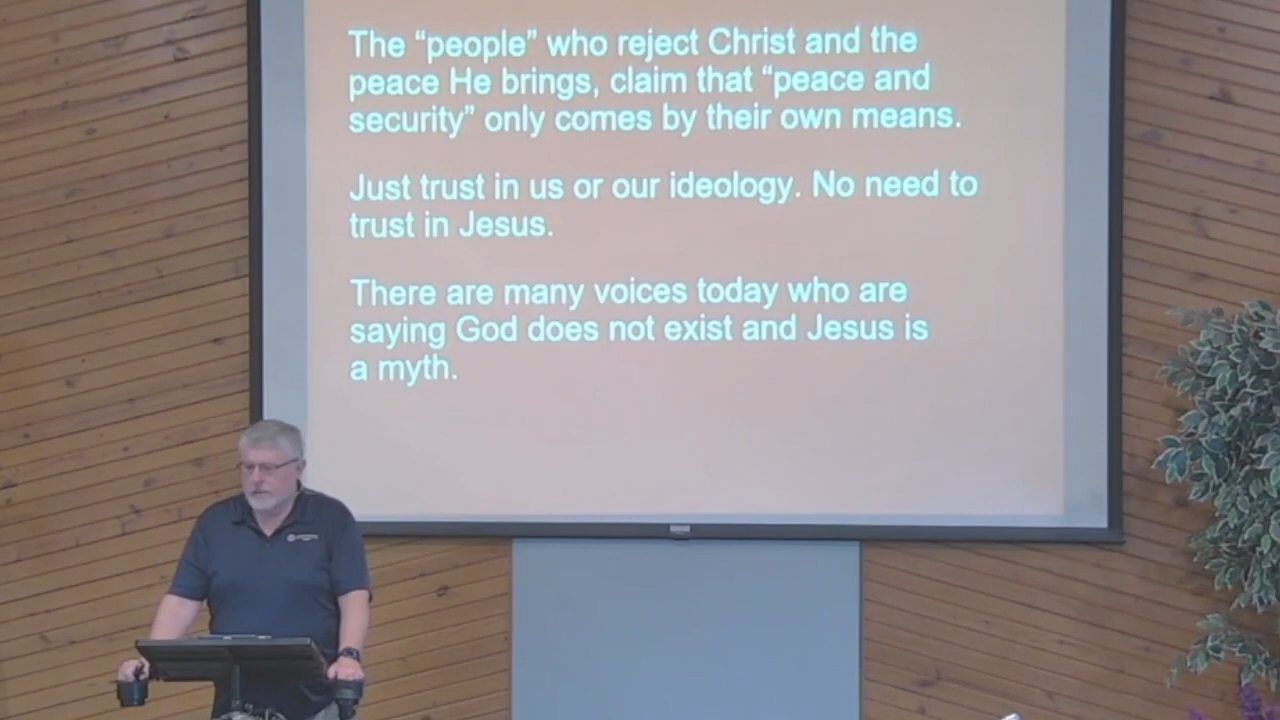 The “people” who reject Christ and the
peace He brings, claim that “peace and
security” only comes by their own means.
Just trust in us or our ideology. No need to
trust in Jesus.
There are many voices today who are
saying God does not exist and Jesus is
a myth.